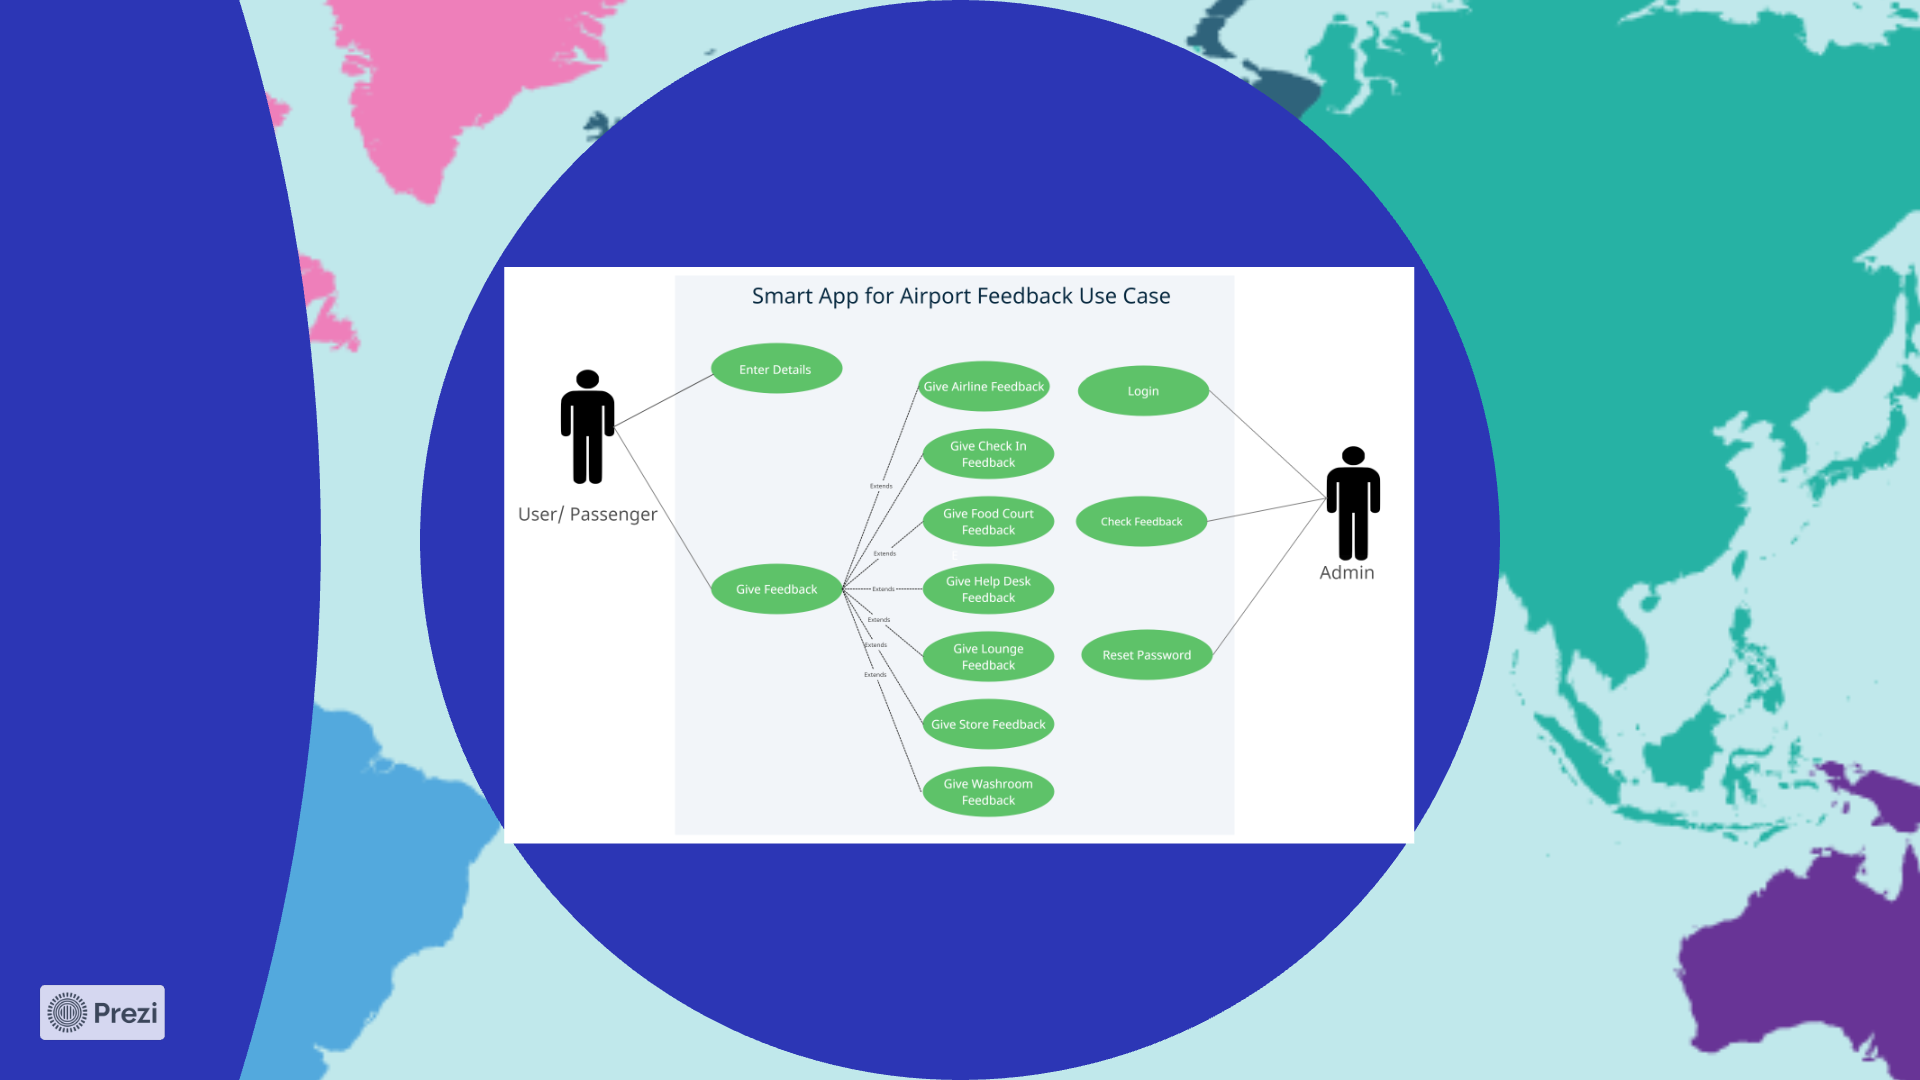 Smart App for Airport Feedback Use Case
Enter Details
Give Airline Feedback
Login
Give Check In
Feedback
Extends
User/ Passenger
Give Food Court
Feedback
Check Feedback
Extends
Admin
Give Feedback
Extends
Give Help Desk
Feedback
Extends
Extends
Give Lounge
Feedback
Reset Password
Extends
Give Store Feedback
Give Washroom
Feedback
Prezi